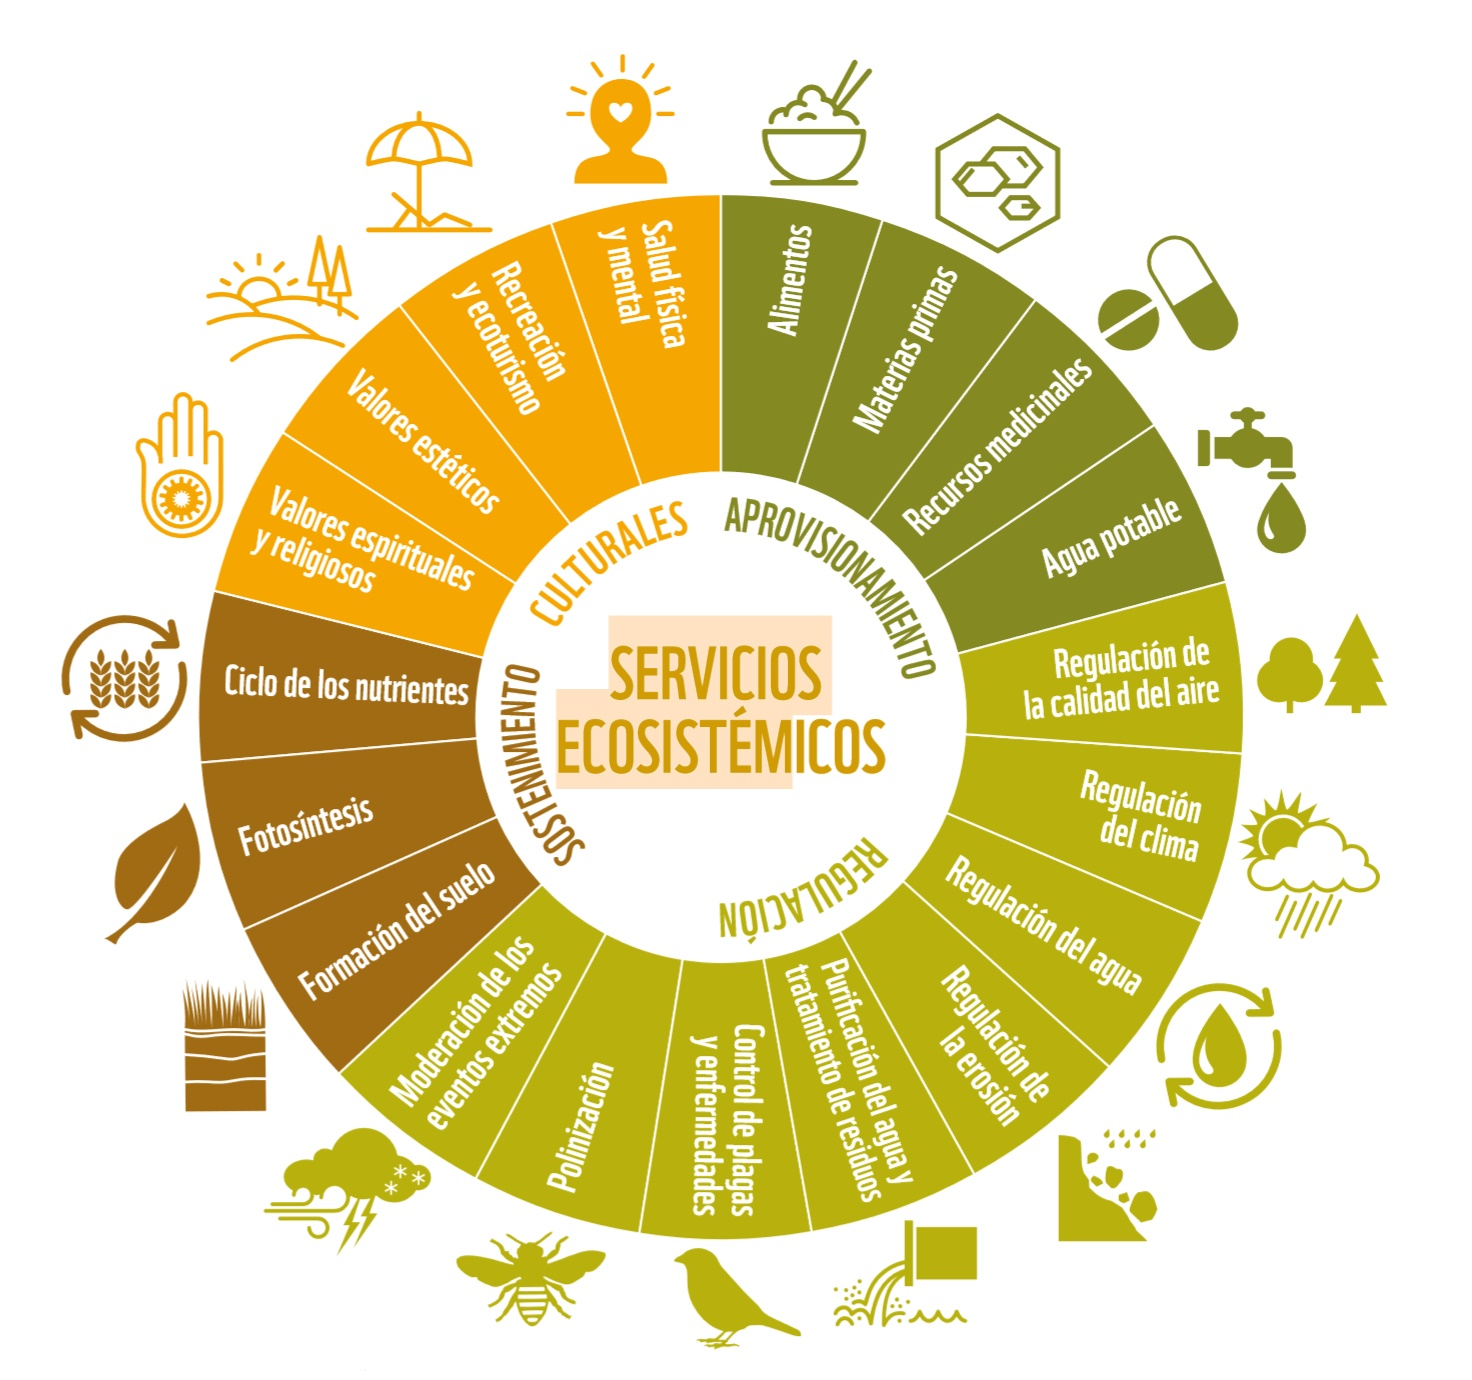 SERVICIOS
ECOSISTÉMICOS
APROVISIONAMIENTO
Alimentos
Materias primas
Recursos medicinales
Agua potable
REGULACIÓN
Regulación de
la calidad del aire
Regulación
del clima
Regulación del agua
Regulación de
la erosión
Purificación del agua y
tratamiento de residuos
Control de plagas
y enfermedades
Polinización
Moderación de los
eventos extremos
SOSTENIMIENTO
Formación del suelo
Fotosíntesis
Ciclo de los nutrientes
CULTURALES
Valores espirituales
y religiosos
Valores estéticos
Recreación
y ecoturismo
Salud física
y mental